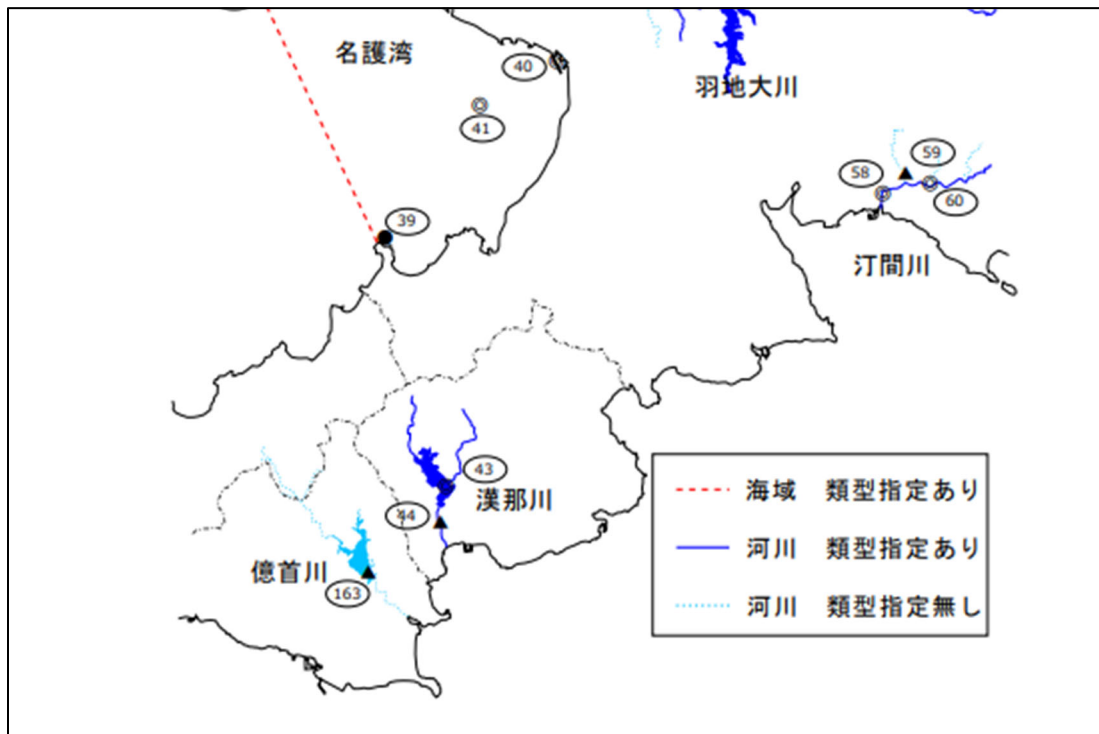 名護湾
40
羽地大川
41
59
58
60
39
汀間川
43
漢那川
44
億首川
163
海域 類型指定あり
河川 類型指定あり
河川 類型指定無し